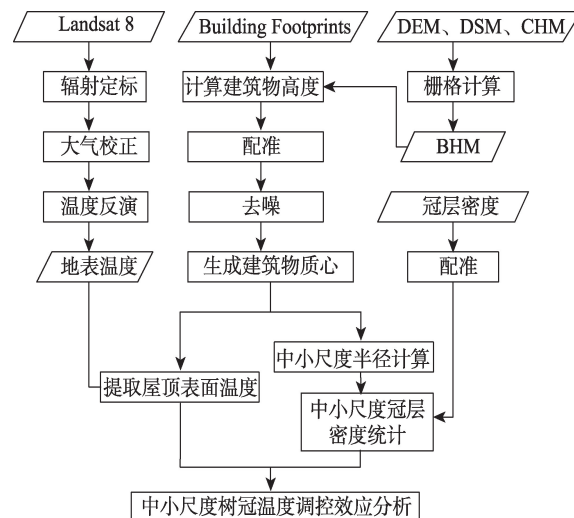 Landsat 8
Building Footprints
DEM、DSM、CHM
辐射定标
计算建筑物高度
栅格计算
大气校正
配准
BHM
温度反演
去噪
冠层密度
地表温度
生成建筑物质心
配准
中小尺度半径计算
提取屋顶表面温度
中小尺度冠层
密度统计
中小尺度树冠温度调控效应分析